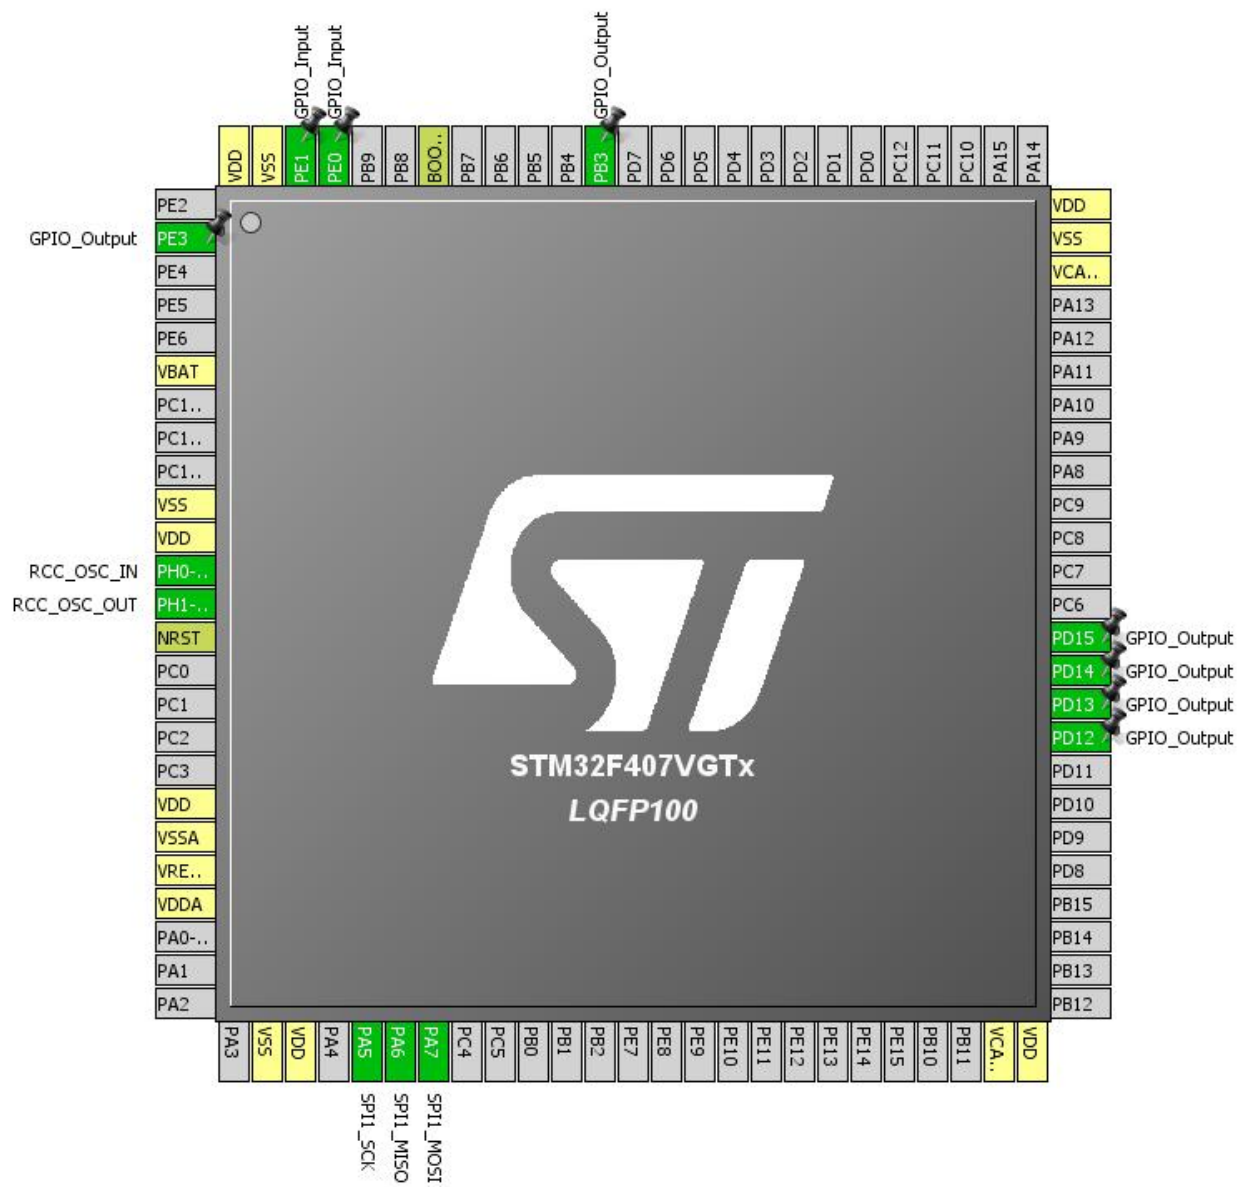 GPIO_Input
GPIO_Input
GPIO_Output
VDD
VSS
PE1
PE0
PB9
PB8
BOO..
PB7
PB6
PB5
PB4
PB3
PD7
PD6
PD5
PD4
PD3
PD2
PD1
PD0
PC12
PC11
PC10
PA15
PA14
PE2
GPIO_Output PE3
PE4
PE5
PE6
VBAT
PC1..
PC1..
PC1..
VSS
VDD
RCC_OSC_IN PH0-..
RCC_OSC_OUT PH1-..
NRST
PC0
PC1
PC2
PC3
VDD
VSSA
VRE..
VDDA
PA0-..
PA1
PA2
ST
STM32F407VGTx
LQFP100
VDD
VSS
VCA..
PA13
PA12
PA11
PA10
PA9
PA8
PC9
PC8
PC7
PC6
PD15 GPIO_Output
PD14 GPIO_Output
PD13 GPIO_Output
PD12 GPIO_Output
PD11
PD10
PD9
PD8
PB15
PB14
PB13
PB12
PA3
VSS
VDD
PA4
PA5
PA6
PA7
PC4
PC5
PB0
PB1
PB2
PE7
PE8
PE9
PE10
PE11
PE12
PE13
PE14
PE15
PB10
PB11
VCA..
VDD
SPI1_SCK
SPI1_MISO
SPI1_MOSI